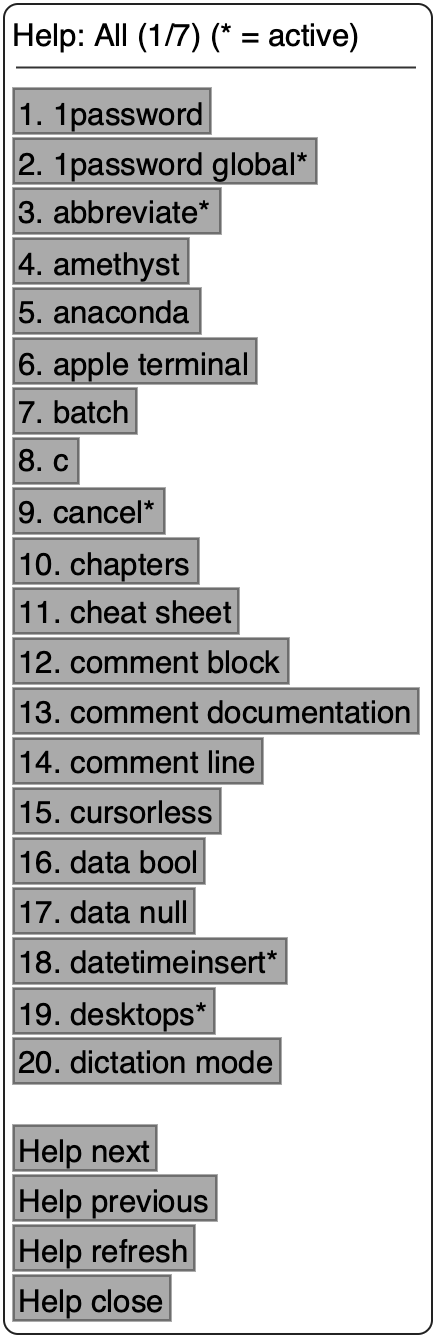 Help: All (1/7) (* = active)
1. 1password
2. 1password global*
3. abbreviate*
4. amethyst
5. anaconda
6. apple terminal
7. batch
8. c
9. cancel*
10. chapters
11. cheat sheet
12. comment block
13. comment documentation
14. comment line
15. cursorless
16. data bool
17. data null
18. datetimeinsert*
19. desktops*
20. dictation mode
Help next
Help previous
Help refresh
Help close